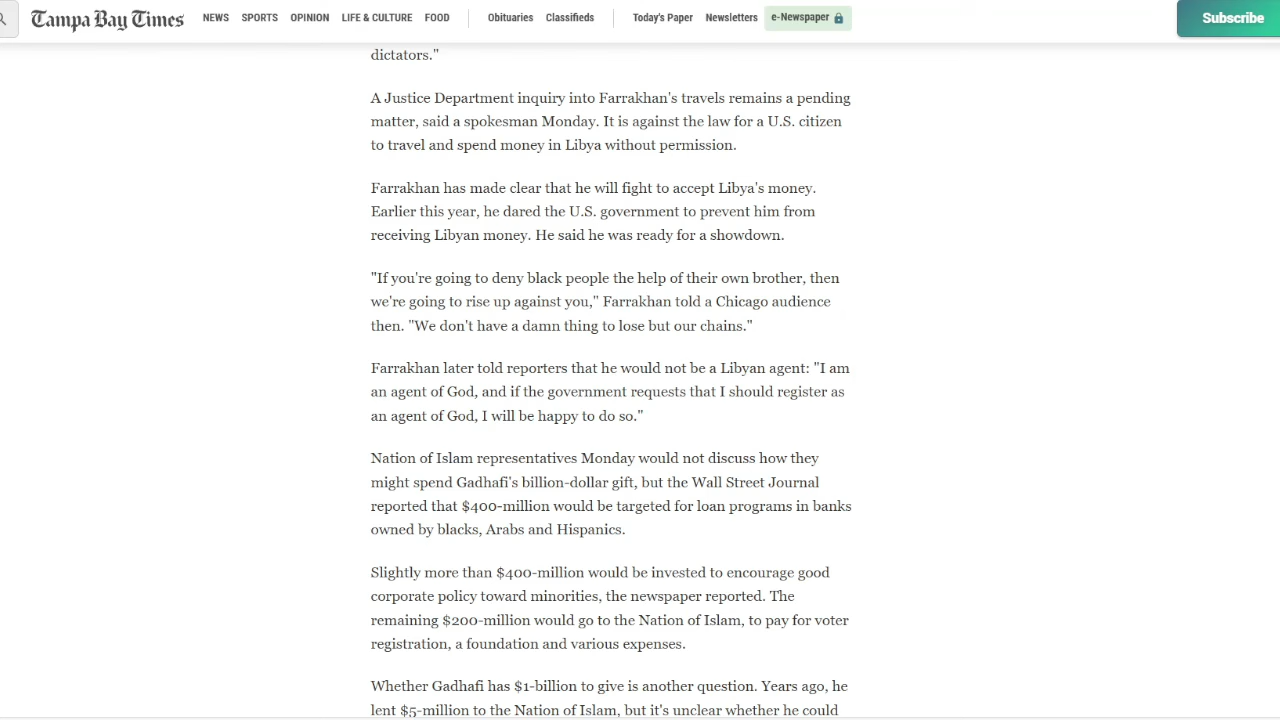 Tampa Bay Times NEWS SPORTS OPINION LIFE & CULTURE FOOD Obituaries Classifieds Today's Paper Newsletters e-Newspaper Subscribe
dictators."
A Justice Department inquiry into Farrakhan's travels remains a pending
matter, said a spokesman Monday. It is against the law for a U.S. citizen
to travel and spend money in Libya without permission.
Farrakhan has made clear that he will fight to accept Libya's money.
Earlier this year, he dared the U.S. government to prevent him from
receiving Libyan money. He said he was ready for a showdown.
"If you're going to deny black people the help of their own brother, then
we're going to rise up against you," Farrakhan told a Chicago audience
then. "We don't have a damn thing to lose but our chains."
Farrakhan later told reporters that he would not be a Libyan agent: "I am
an agent of God, and if the government requests that I should register as
an agent of God, I will be happy to do so."
Nation of Islam representatives Monday would not discuss how they
might spend Gadhafi's billion-dollar gift, but the Wall Street Journal
reported that $400-million would be targeted for loan programs in banks
owned by blacks, Arabs and Hispanics.
Slightly more than $400-million would be invested to encourage good
corporate policy toward minorities, the newspaper reported. The
remaining $200-million would go to the Nation of Islam, to pay for voter
registration, a foundation and various expenses.
Whether Gadhafi has $1-billion to give is another question. Years ago, he
lent $5-million to the Nation of Islam, but it's unclear whether he could